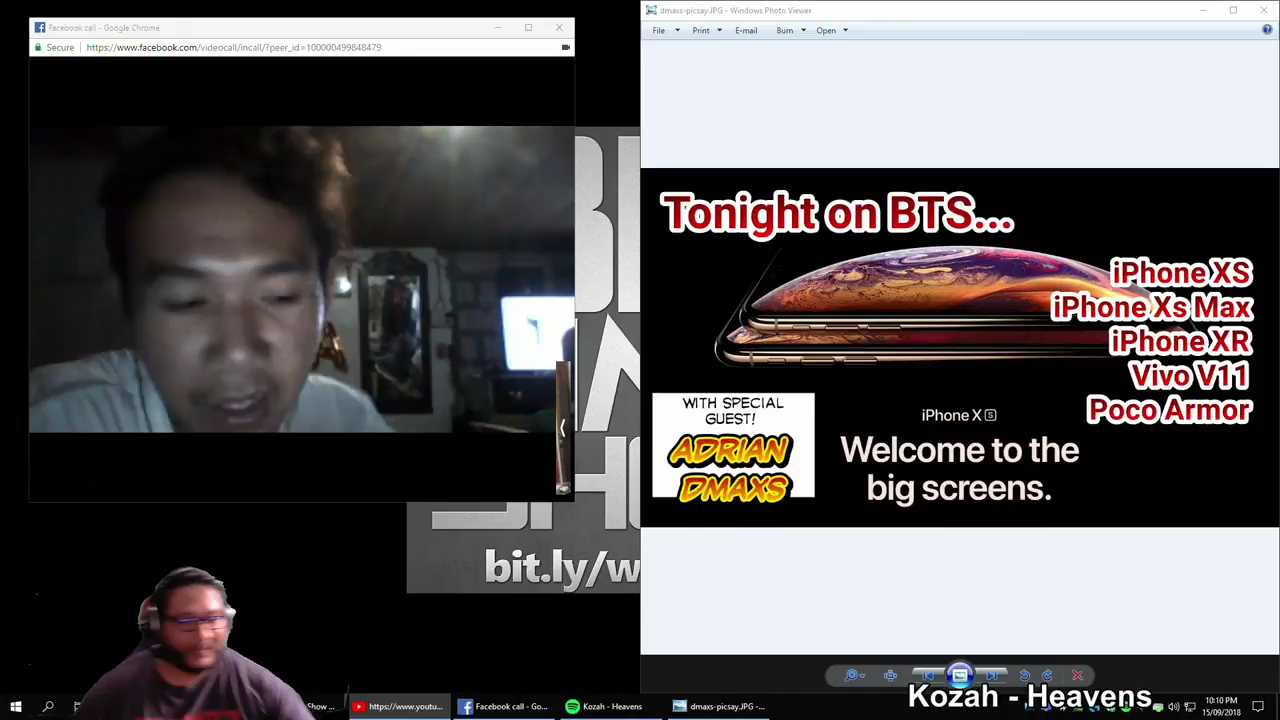 Facebook call - Google Chrome
Secure
https://www.facebook.com/videocall/incall/?peer_id=100000499848479
bit.ly/w
dmaxs-picsay.JPG - Windows Photo Viewer
File Print E-mail Burn Open
Tonight on BTS...
iPhone XS
iPhone Xs Max
iPhone XR
Vivo V11
Poco Armor
WITH SPECIAL
GUEST!
ADRIAN
DMAXS
iPhone XS
Welcome to the
big screens.
Kozah - Heavens
Show ...
https://www.youtu...
Facebook call - Go...
Kozah - Heavens
dmaxs-picsay.JPG -...
10:10 PM
15/09/2018